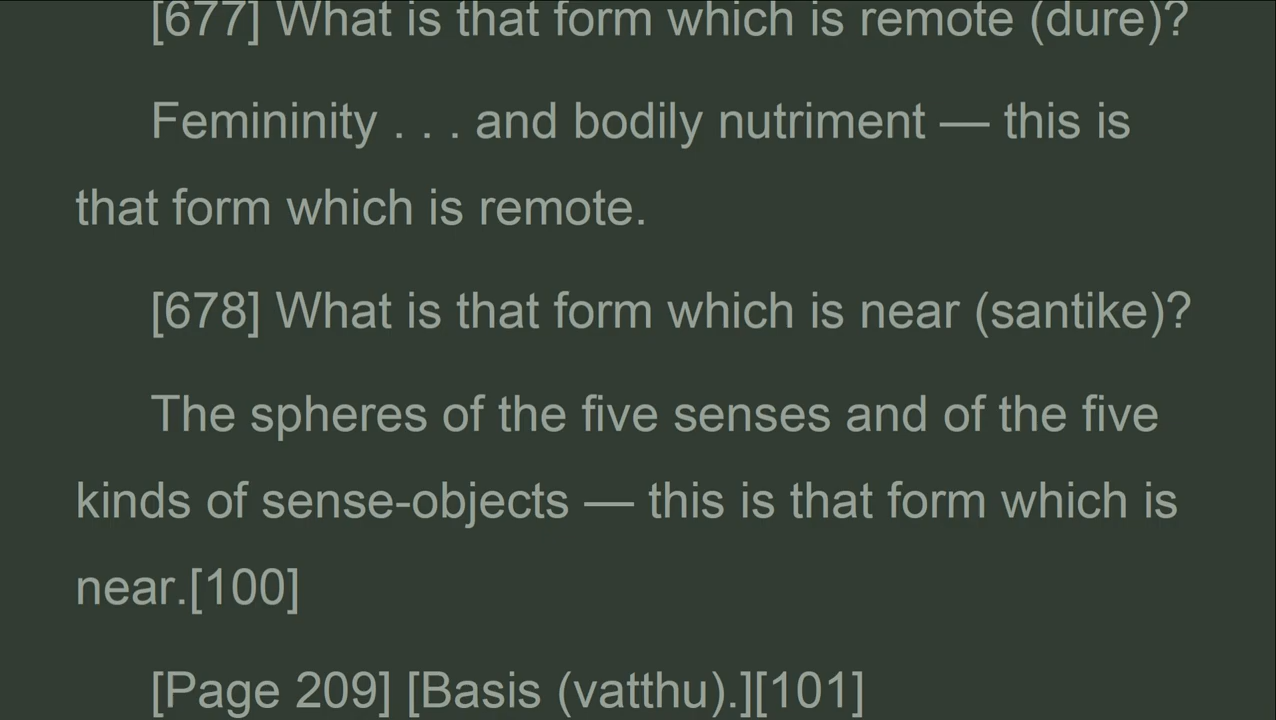 [677] What is that form which is remote (dure)?
Femininity . . . and bodily nutriment — this is
that form which is remote.
[678] What is that form which is near (santike)?
The spheres of the five senses and of the five
kinds of sense-objects — this is that form which is
near.[100]
[Page 209] [Basis (vatthu).][101]